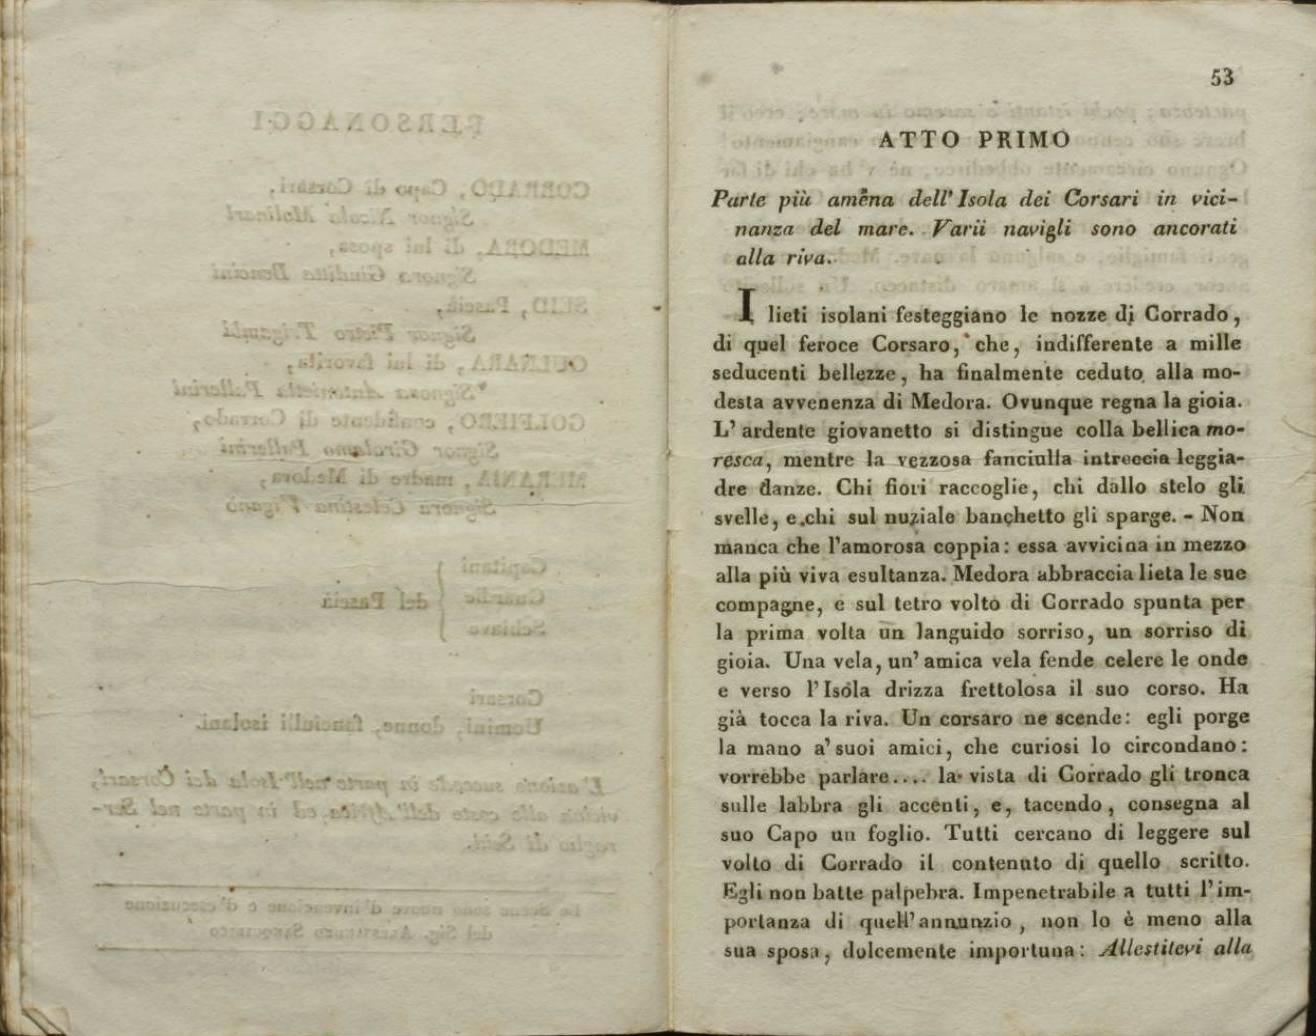 53
ATTO PRIMO
Parte più amena dell' Isola dei Corsari in vici-
nanza del mare. Varii navigli sono ancorati
alla riva.
I lieti isolani festeggiano le nozze di Corrado,
di quel feroce Corsaro, che, indifferente a mille
seducenti bellezze, ha finalmente ceduto alla mo-
desta avvenenza di Medora. Ovunque regna la gioia.
L' ardente giovanetto si distingue colla bellica mo-
resca, mentre la vezzosa fanciulla intreccia leggia-
dre danze. Chi fiori raccoglie, chi dallo stelo gli
svelle, e chi sul nuziale banchetto gli sparge. - Non
manca che l'amorosa coppia: essa avvicina in mezzo
alla più viva esultanza. Medora abbraccia lieta le sue
compagne, e sul tetro volto di Corrado spunta per
la prima volta un languido sorriso, un sorriso di
gioia. Una vela, un' amica vela fende celere le onde
e verso l' Isola drizza frettolosa il suo corso. Ha
già tocca la riva. Un corsaro ne scende: egli porge
la mano a' suoi amici, che curiosi lo circondano:
vorrebbe parlare.... la vista di Corrado gli tronca
sulle labbra gli accenti, e, tacendo, consegna al
suo Capo un foglio. Tutti cercano di leggere sul
volto di Corrado il contenuto di quello scritto.
Egli non batte palpebra. Impenetrabile a tutti l'im-
portanza di quell' annunzio, non lo è meno alla
sua sposa, dolcemente importuna: Allestitevi alla